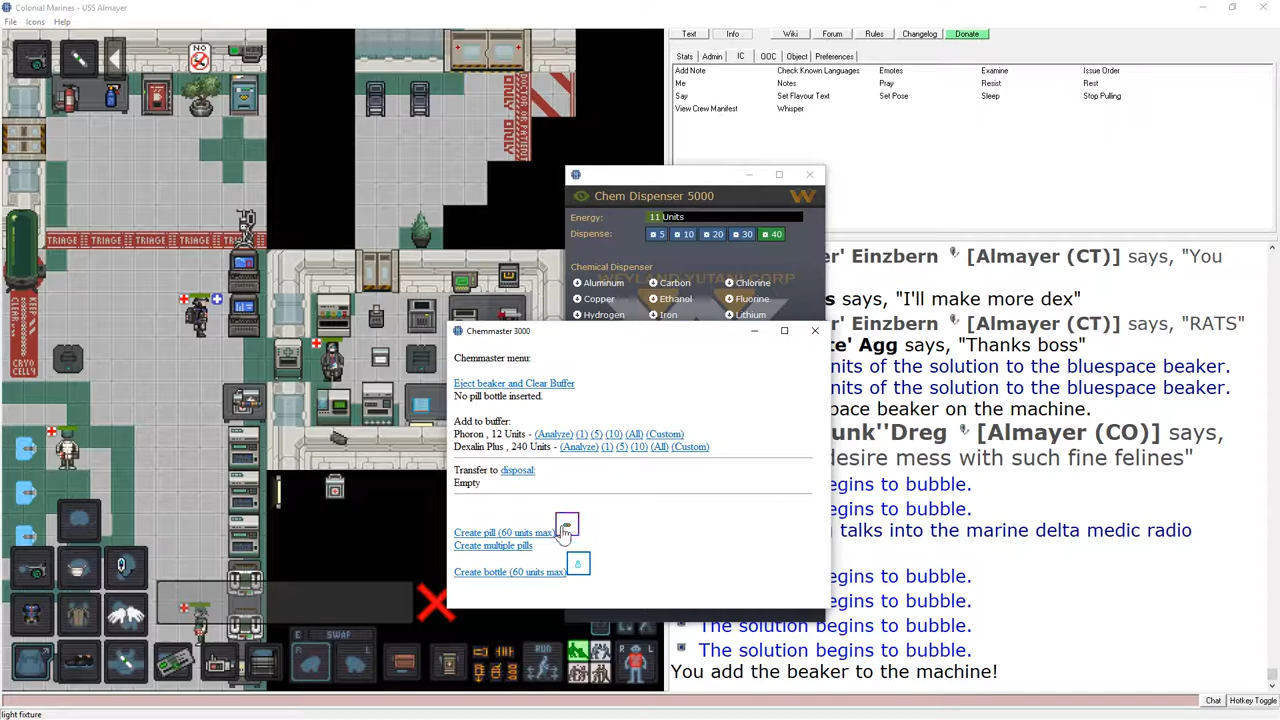 Colonial Marines - USS Almayer
File Icons Help
NO
DOCTOR OR PATIENT ONLY
TRIAGE TRIAGE TRIAGE TRIAGE TRIAGE
SWAP
RUN
R L
light fixture
Text Info Wiki Forum Rules Changelog Donate
Stats Admin IC OOC Object Preferences
Add Note Check Known Languages Emotes Examine Issue Order
Me Notes Pray Resist Rest
Say Set Flavour Text Set Pose Sleep Stop Pulling
View Crew Manifest Whisper
Chem Dispenser 5000
Energy: 11 Units
Dispense: 5 10 20 30 40
Chemical Dispenser
WEYLAND YUTANI CORP
Aluminum Carbon Chlorine
Copper Ethanol Fluorine
Hydrogen Iron Lithium
Chemmaster 3000
Chemmaster menu:
Eject beaker and Clear Buffer
No pill bottle inserted.
Add to buffer:
Phoron , 12 Units - (Analyze) (1) (5) (10) (All) (Custom)
Dexalin Plus , 240 Units - (Analyze) (1) (5) (10) (All) (Custom)
Transfer to disposal:
Empty
Create pill (60 units max)
Create multiple pills
Create bottle (60 units max)
r' Einzbern [Almayer (CT)] says, "You
s says, "I'll make more dex"
r' Einzbern [Almayer (CT)] says, "RATS"
e' Agg says, "Thanks boss"
nits of the solution to the bluespace beaker.
nits of the solution to the bluespace beaker.
pace beaker on the machine.
unk''Dreg [Almayer (CO)] says,
desire mess with such fine felines"
egins to bubble.
egins to bubble.
talks into the marine delta medic radio
egins to bubble.
egins to bubble.
The solution begins to bubble.
The solution begins to bubble.
You add the beaker to the machine!
Chat Hotkey Toggle